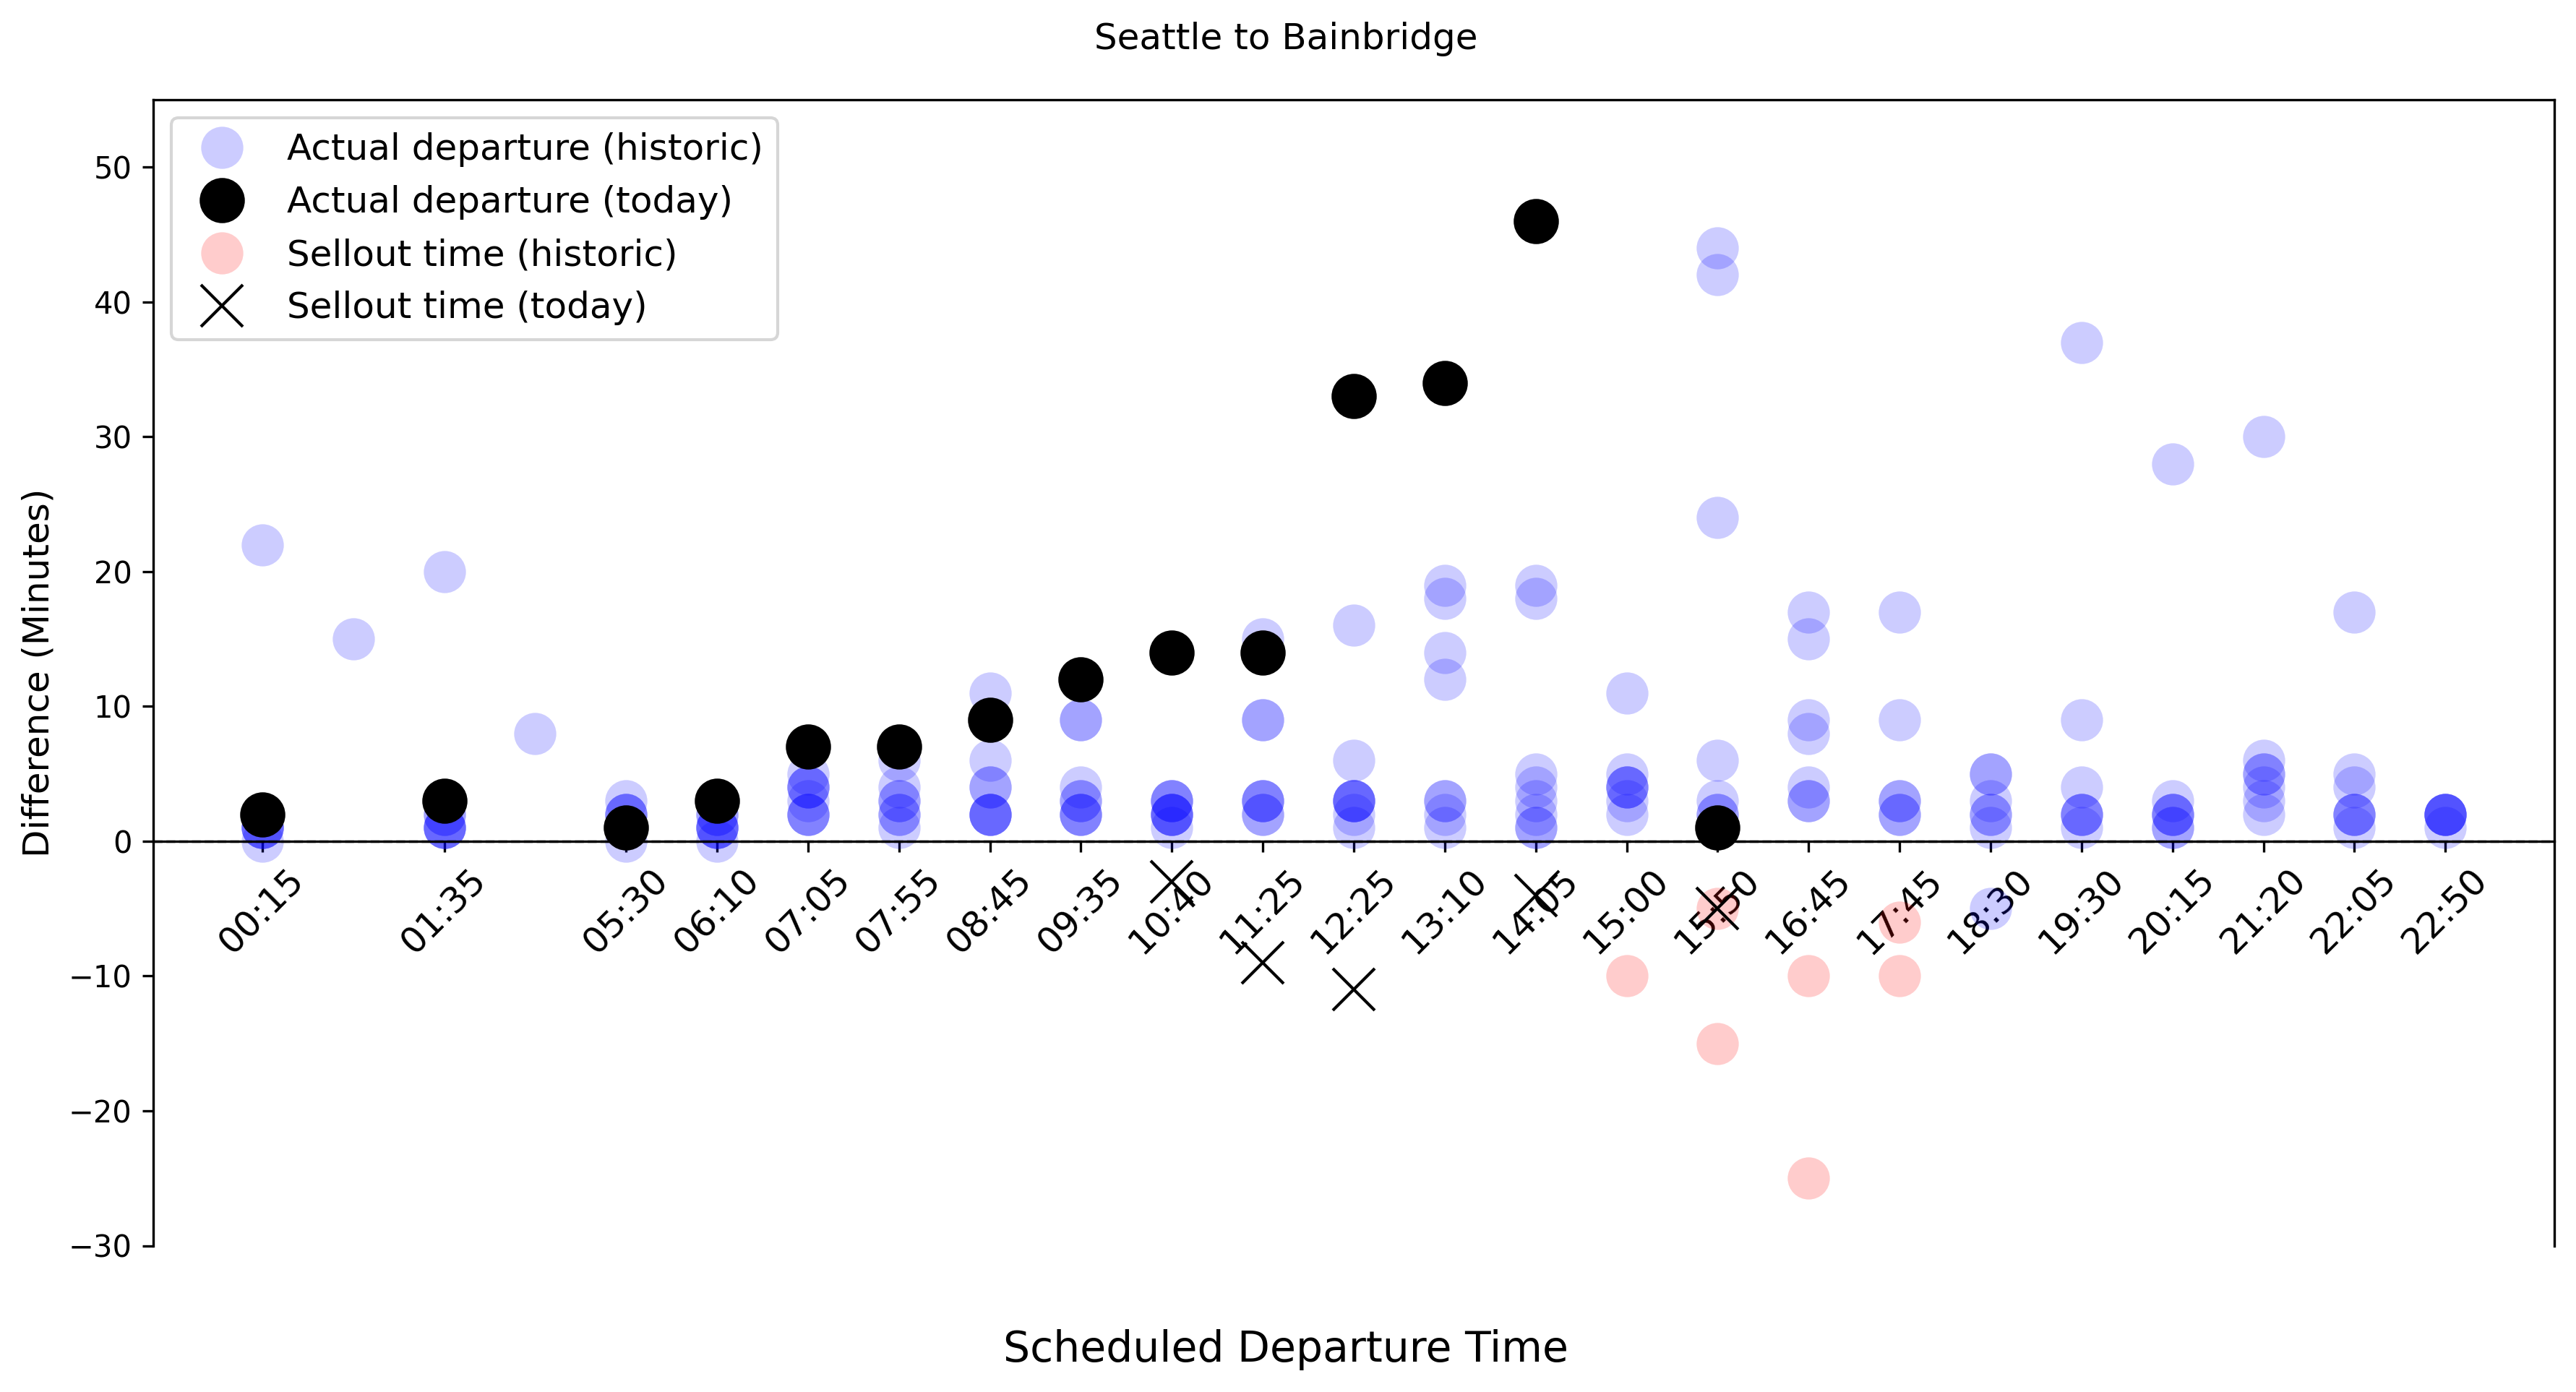 Seattle to Bainbridge
Actual departure (historic)
Actual departure (today)
Sellout time (historic)
Sellout time (today)
Difference (Minutes)
50
40
30
20
10
0
−10
−20
−30
00:15 01:35 05:30 06:10 07:05 07:55 08:45 09:35 10:40 11:25 12:25 13:10 14:05 15:00 15:50 16:45 17:45 18:30 19:30 20:15 21:20 22:05 22:50
Scheduled Departure Time